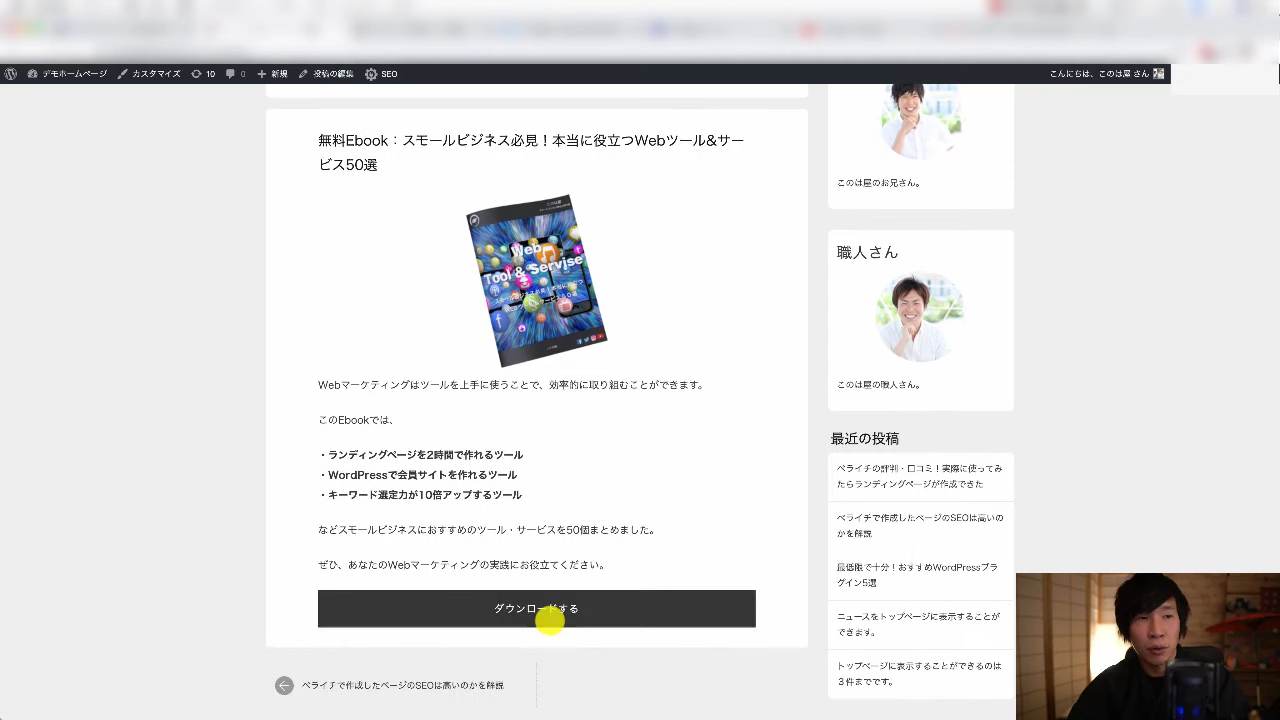 デモホームページ
カスタマイズ
10
0
新規
投稿の編集
SEO
こんにちは、このは屋 さん
無料Ebook：スモールビジネス必見！本当に役立つWebツール&サー
ビス50選
Web
Tool & Servise
Webマーケティングはツールを上手に使うことで、効率的に取り組むことができます。
このEbookでは、
・ランディングページを2時間で作れるツール
・WordPressで会員サイトを作れるツール
・キーワード選定力が10倍アップするツール
などスモールビジネスにおすすめのツール・サービスを50個まとめました。
ぜひ、あなたのWebマーケティングの実践にお役立てください。
ダウンロードする
ペライチで作成したページのSEOは高いのかを解説
このは屋のお兄さん。
職人さん
このは屋の職人さん。
最近の投稿
ペライチの評判・口コミ！実際に使ってみ
たらランディングページが作成できた
ペライチで作成したページのSEOは高いの
かを解説
最低限で十分！おすすめWordPressプラ
グイン5選
ニュースをトップページに表示することが
できます。
トップページに表示することができるのは
３件までです。